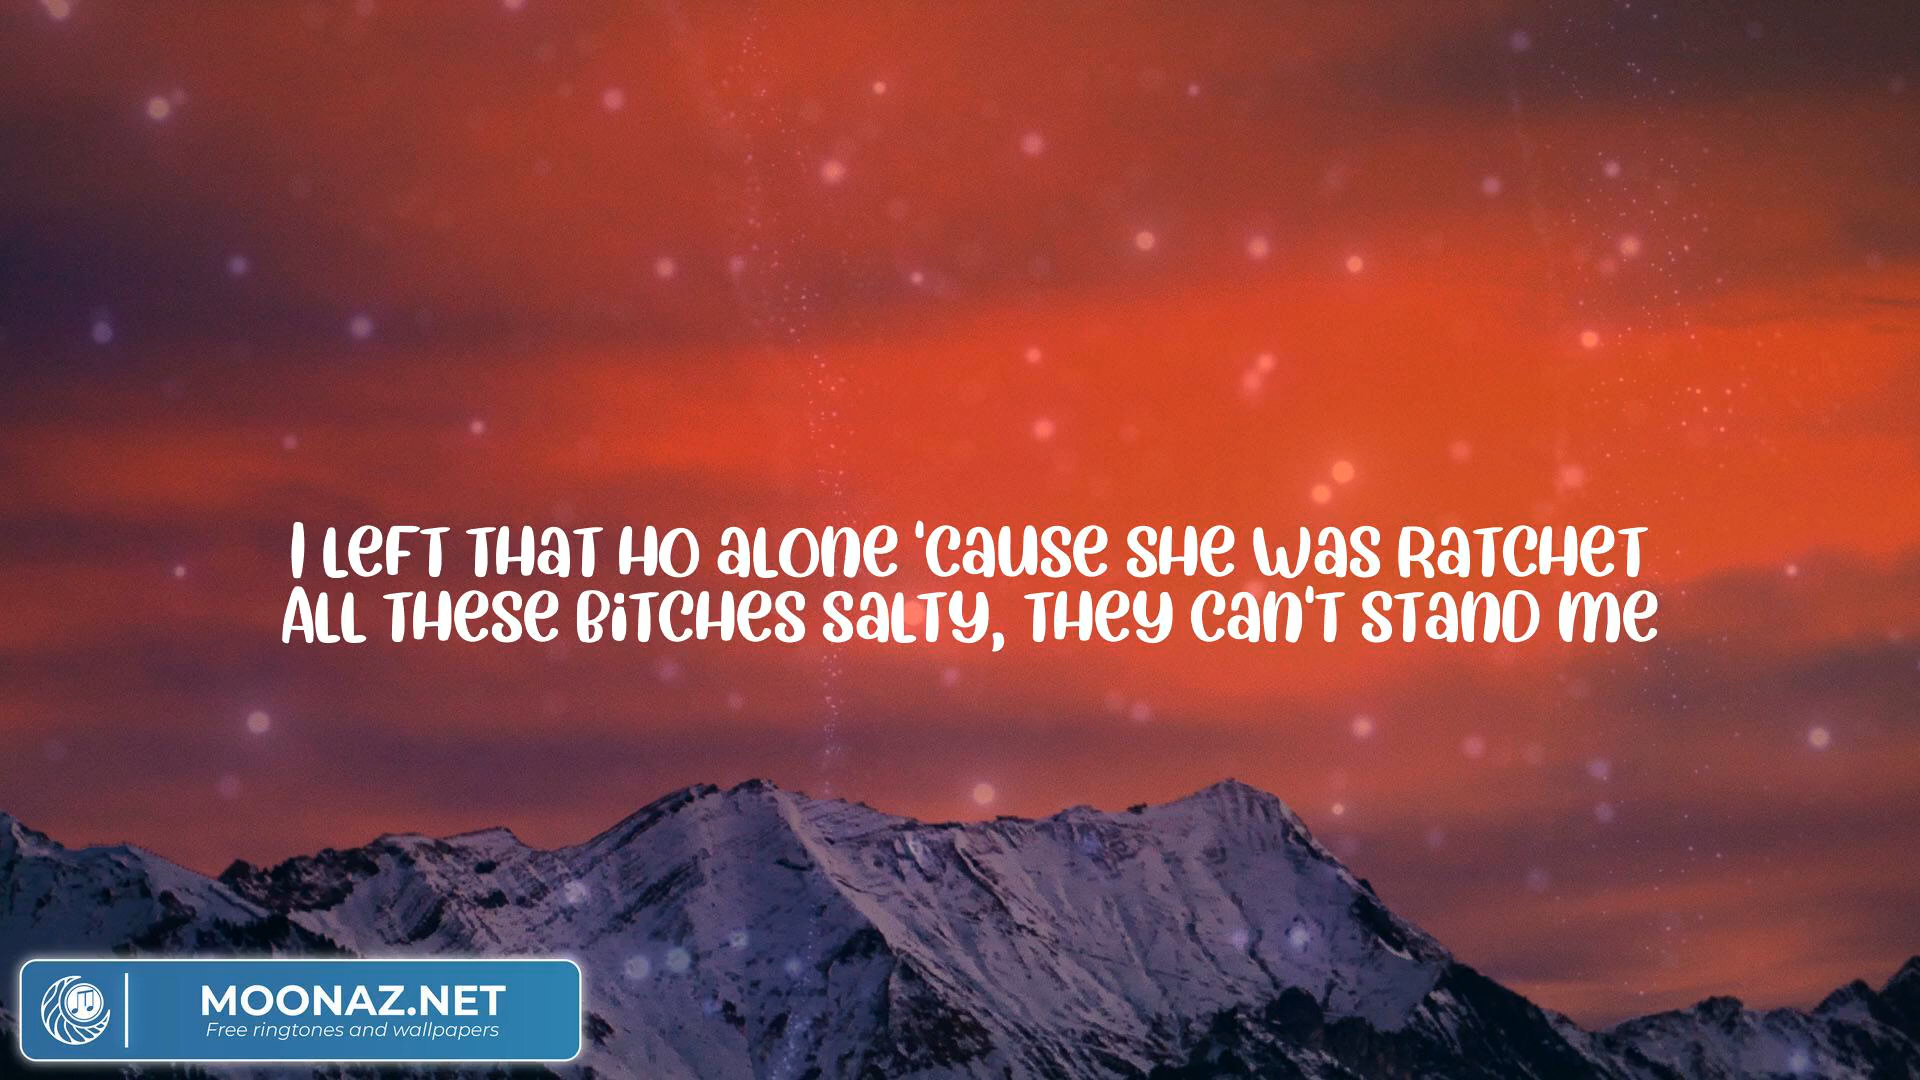 I LEFT THAT HO ALONE 'CAUSE SHE WAS RATCHET
ALL THESE BITCHES SALTY, THEY CAN'T STAND ME
MOONAZ.NET
Free ringtones and wallpapers